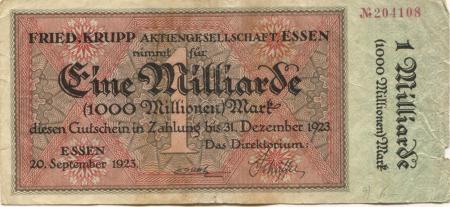 № 204108
FRIED. KRUPP AKTIENGESELLSCHAFT, ESSEN
nimmt für
1
Eine Milliarde
(1000 Millionen) Mark
diesen Gutschein in Zahlung bis 31. Dezember 1923.
ESSEN
20. September 1923.
Das Direktorium:
1 Milliarde
(1000 Millionen) Mark